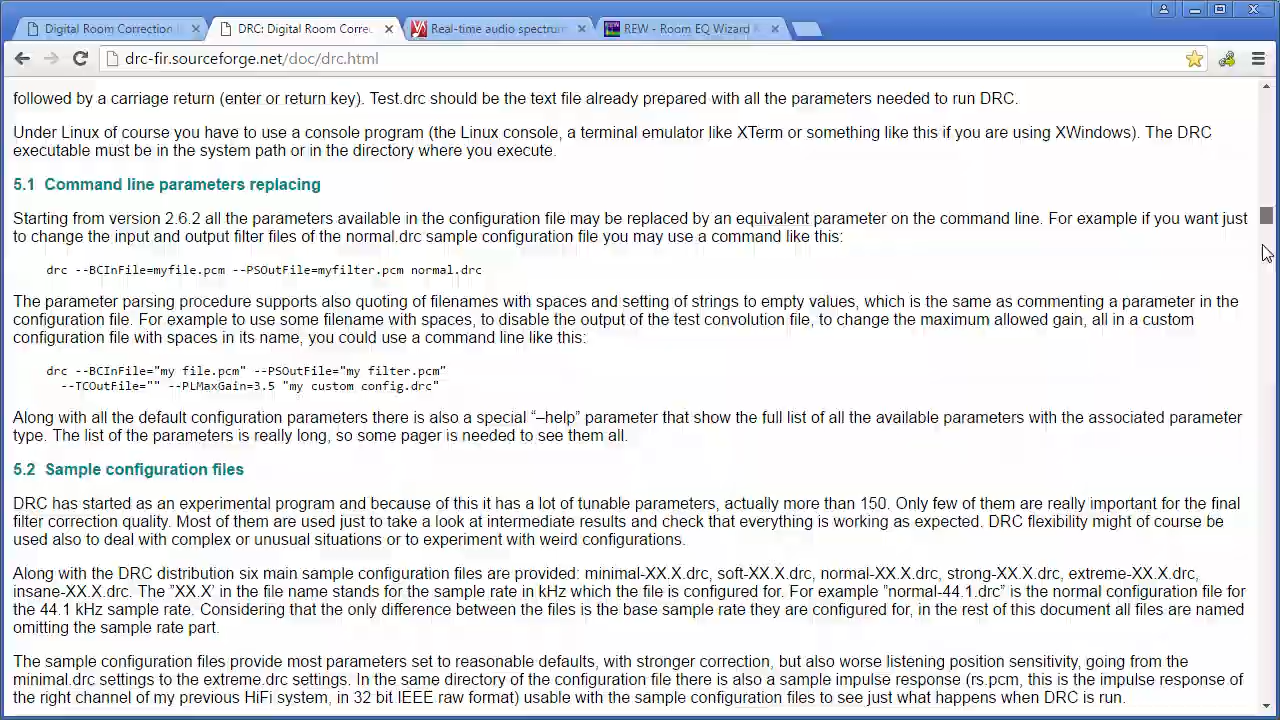 Digital Room Correction
DRC: Digital Room Correc
Real-time audio spectrum
REW - Room EQ Wizard
drc-fir.sourceforge.net/doc/drc.html
followed by a carriage return (enter or return key). Test.drc should be the text file already prepared with all the parameters needed to run DRC.
Under Linux of course you have to use a console program (the Linux console, a terminal emulator like XTerm or something like this if you are using XWindows). The DRC
executable must be in the system path or in the directory where you execute.
5.1 Command line parameters replacing
Starting from version 2.6.2 all the parameters available in the configuration file may be replaced by an equivalent parameter on the command line. For example if you want just
to change the input and output filter files of the normal.drc sample configuration file you may use a command like this:
drc --BCInFile=myfile.pcm --PSOutFile=myfilter.pcm normal.drc
The parameter parsing procedure supports also quoting of filenames with spaces and setting of strings to empty values, which is the same as commenting a parameter in the
configuration file. For example to use some filename with spaces, to disable the output of the test convolution file, to change the maximum allowed gain, all in a custom
configuration file with spaces in its name, you could use a command line like this:
drc --BCInFile="my file.pcm" --PSOutFile="my filter.pcm"
--TCOutFile="" --PLMaxGain=3.5 "my custom config.drc"
Along with all the default configuration parameters there is also a special “–help” parameter that show the full list of all the available parameters with the associated parameter
type. The list of the parameters is really long, so some pager is needed to see them all.
5.2 Sample configuration files
DRC has started as an experimental program and because of this it has a lot of tunable parameters, actually more than 150. Only few of them are really important for the final
filter correction quality. Most of them are used just to take a look at intermediate results and check that everything is working as expected. DRC flexibility might of course be
used also to deal with complex or unusual situations or to experiment with weird configurations.
Along with the DRC distribution six main sample configuration files are provided: minimal-XX.X.drc, soft-XX.X.drc, normal-XX.X.drc, strong-XX.X.drc, extreme-XX.X.drc,
insane-XX.X.drc. The ”XX.X’ in the file name stands for the sample rate in kHz which the file is configured for. For example ”normal-44.1.drc” is the normal configuration file for
the 44.1 kHz sample rate. Considering that the only difference between the files is the base sample rate they are configured for, in the rest of this document all files are named
omitting the sample rate part.
The sample configuration files provide most parameters set to reasonable defaults, with stronger correction, but also worse listening position sensitivity, going from the
minimal.drc settings to the extreme.drc settings. In the same directory of the configuration file there is also a sample impulse response (rs.pcm, this is the impulse response of
the right channel of my previous HiFi system, in 32 bit IEEE raw format) usable with the sample configuration files to see just what happens when DRC is run.